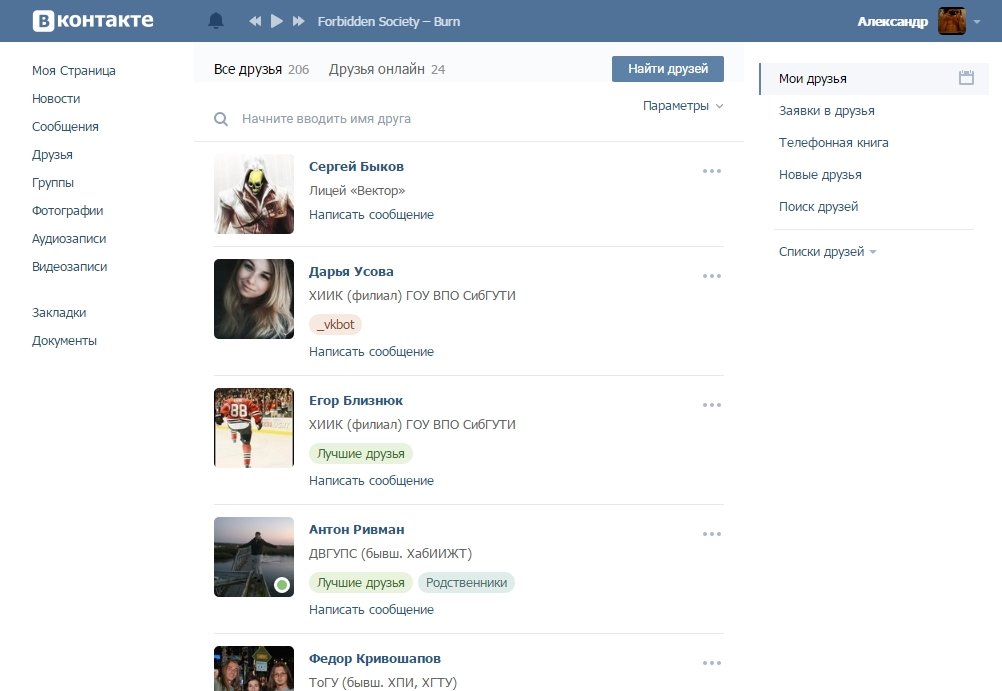 В контакте
Forbidden Society – Burn
Александр
Моя Страница
Новости
Сообщения
Друзья
Группы
Фотографии
Аудиозаписи
Видеозаписи
Закладки
Документы
Все друзья 206 Друзья онлайн 24
Найти друзей
Начните вводить имя друга
Параметры
Сергей Быков
Лицей «Вектор»
Написать сообщение
Дарья Усова
ХИИК (филиал) ГОУ ВПО СибГУТИ
_vkbot
Написать сообщение
Егор Близнюк
ХИИК (филиал) ГОУ ВПО СибГУТИ
Лучшие друзья
Написать сообщение
88
Антон Ривман
ДВГУПС (бывш. ХабИИЖТ)
Лучшие друзья Родственники
Написать сообщение
Федор Кривошапов
ТоГУ (бывш. ХПИ, ХГТУ)
Мои друзья
Заявки в друзья
Телефонная книга
Новые друзья
Поиск друзей
Списки друзей